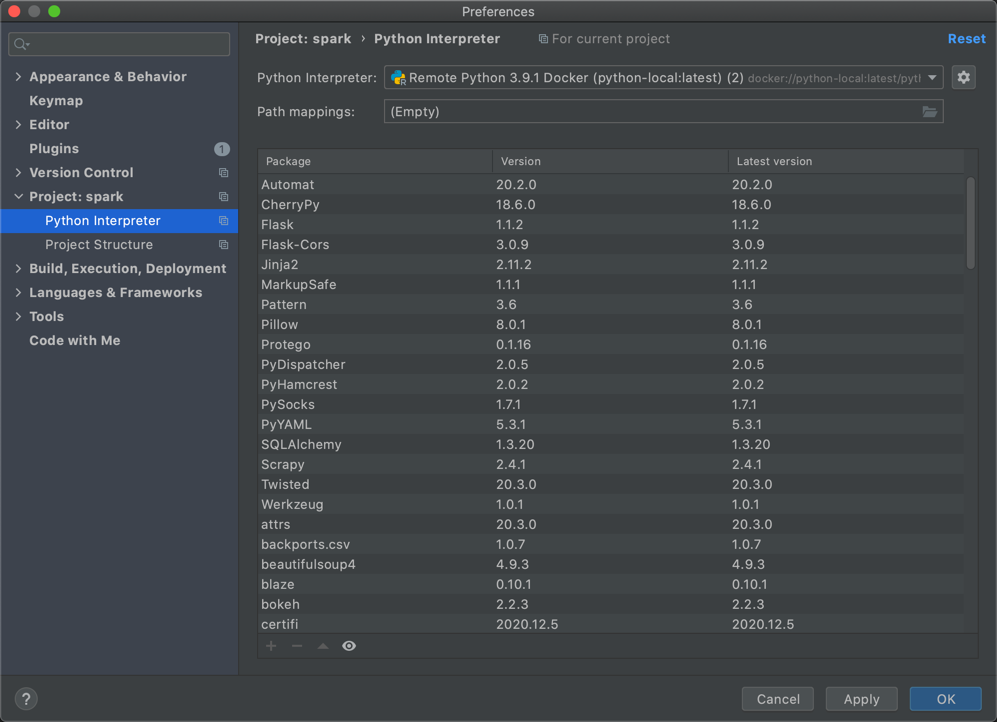 Preferences
Appearance & Behavior
Keymap
Editor
Plugins 1
Version Control
Project: spark
Python Interpreter
Project Structure
Build, Execution, Deployment
Languages & Frameworks
Tools
Code with Me
Project: spark › Python Interpreter For current project Reset
Python Interpreter: Remote Python 3.9.1 Docker (python-local:latest) (2) docker://python-local:latest/pyt
Path mappings: (Empty)
Package Version Latest version
Automat 20.2.0 20.2.0
CherryPy 18.6.0 18.6.0
Flask 1.1.2 1.1.2
Flask-Cors 3.0.9 3.0.9
Jinja2 2.11.2 2.11.2
MarkupSafe 1.1.1 1.1.1
Pattern 3.6 3.6
Pillow 8.0.1 8.0.1
Protego 0.1.16 0.1.16
PyDispatcher 2.0.5 2.0.5
PyHamcrest 2.0.2 2.0.2
PySocks 1.7.1 1.7.1
PyYAML 5.3.1 5.3.1
SQLAlchemy 1.3.20 1.3.20
Scrapy 2.4.1 2.4.1
Twisted 20.3.0 20.3.0
Werkzeug 1.0.1 1.0.1
attrs 20.3.0 20.3.0
backports.csv 1.0.7 1.0.7
beautifulsoup4 4.9.3 4.9.3
blaze 0.10.1 0.10.1
bokeh 2.2.3 2.2.3
certifi 2020.12.5 2020.12.5
? Cancel Apply OK